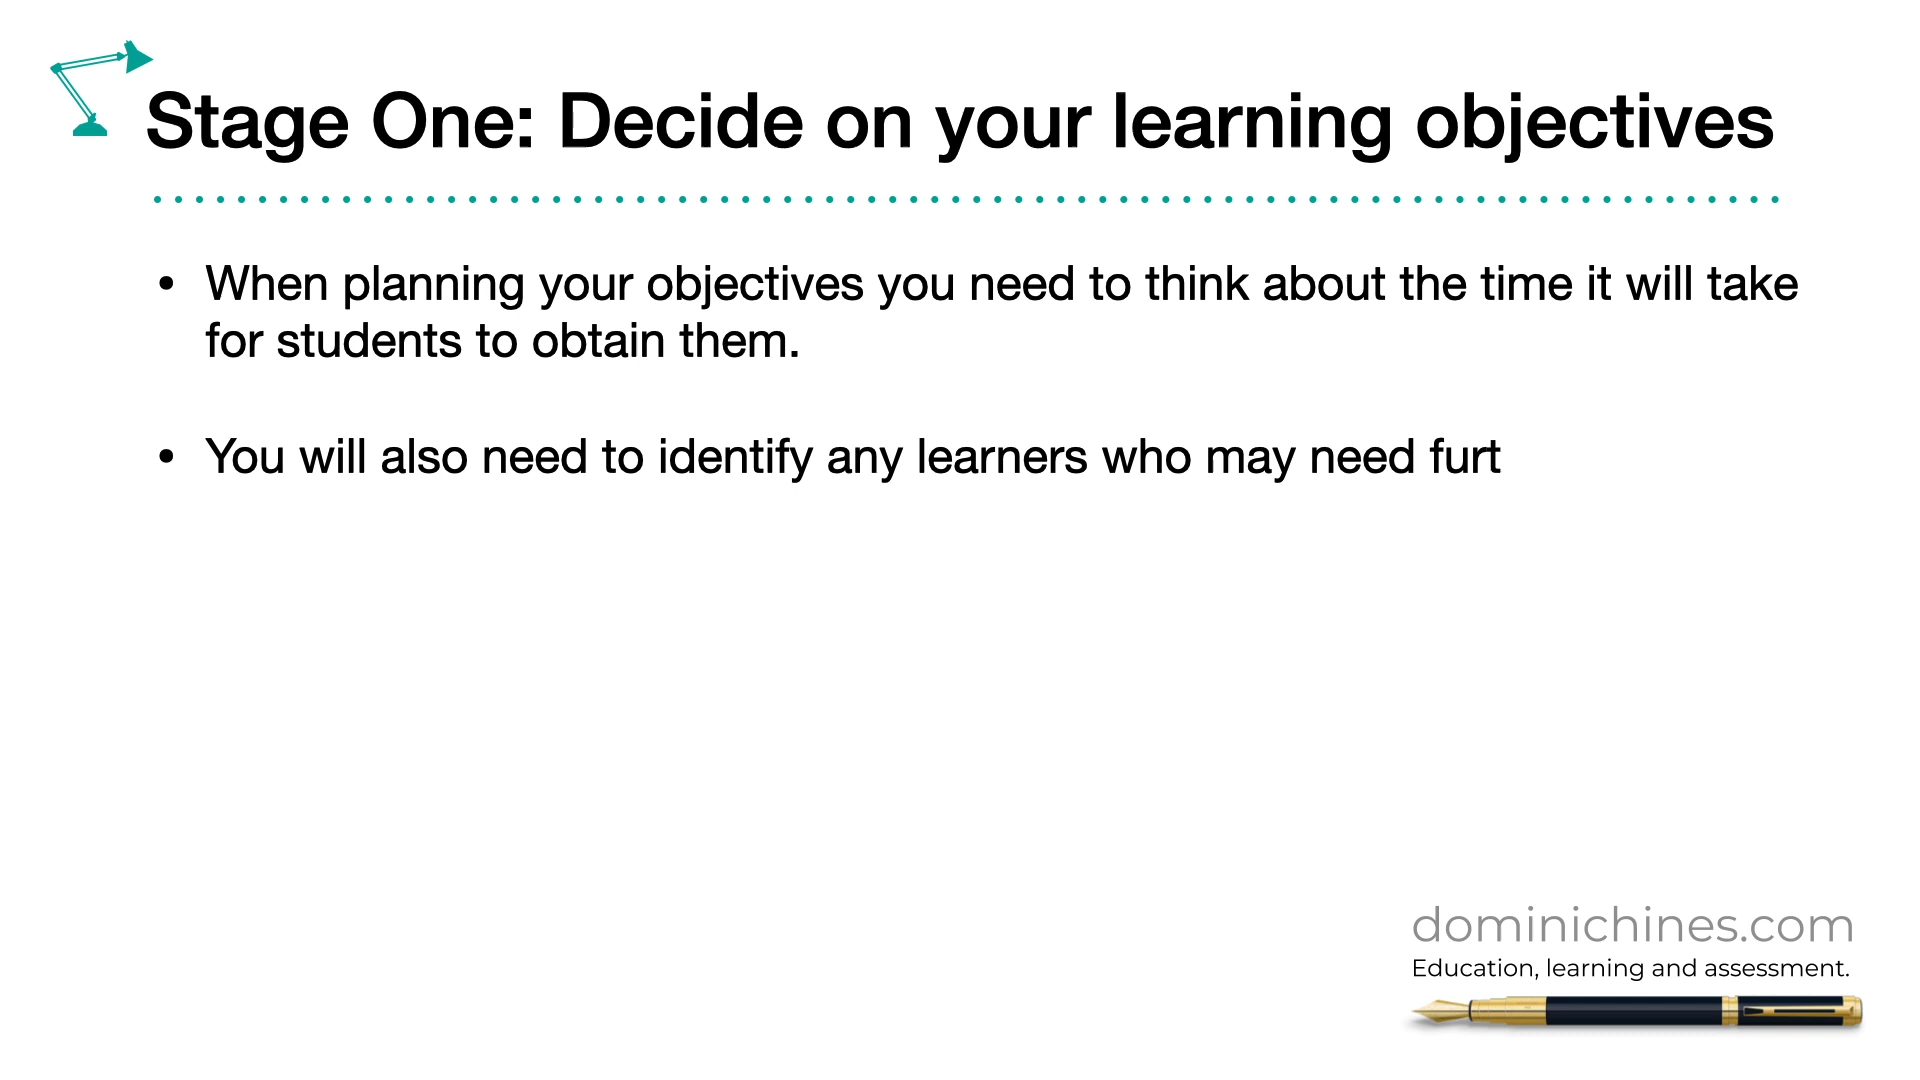 Stage One: Decide on your learning objectives
• When planning your objectives you need to think about the time it will take
for students to obtain them.
• You will also need to identify any learners who may need furt
dominichines.com
Education, learning and assessment.